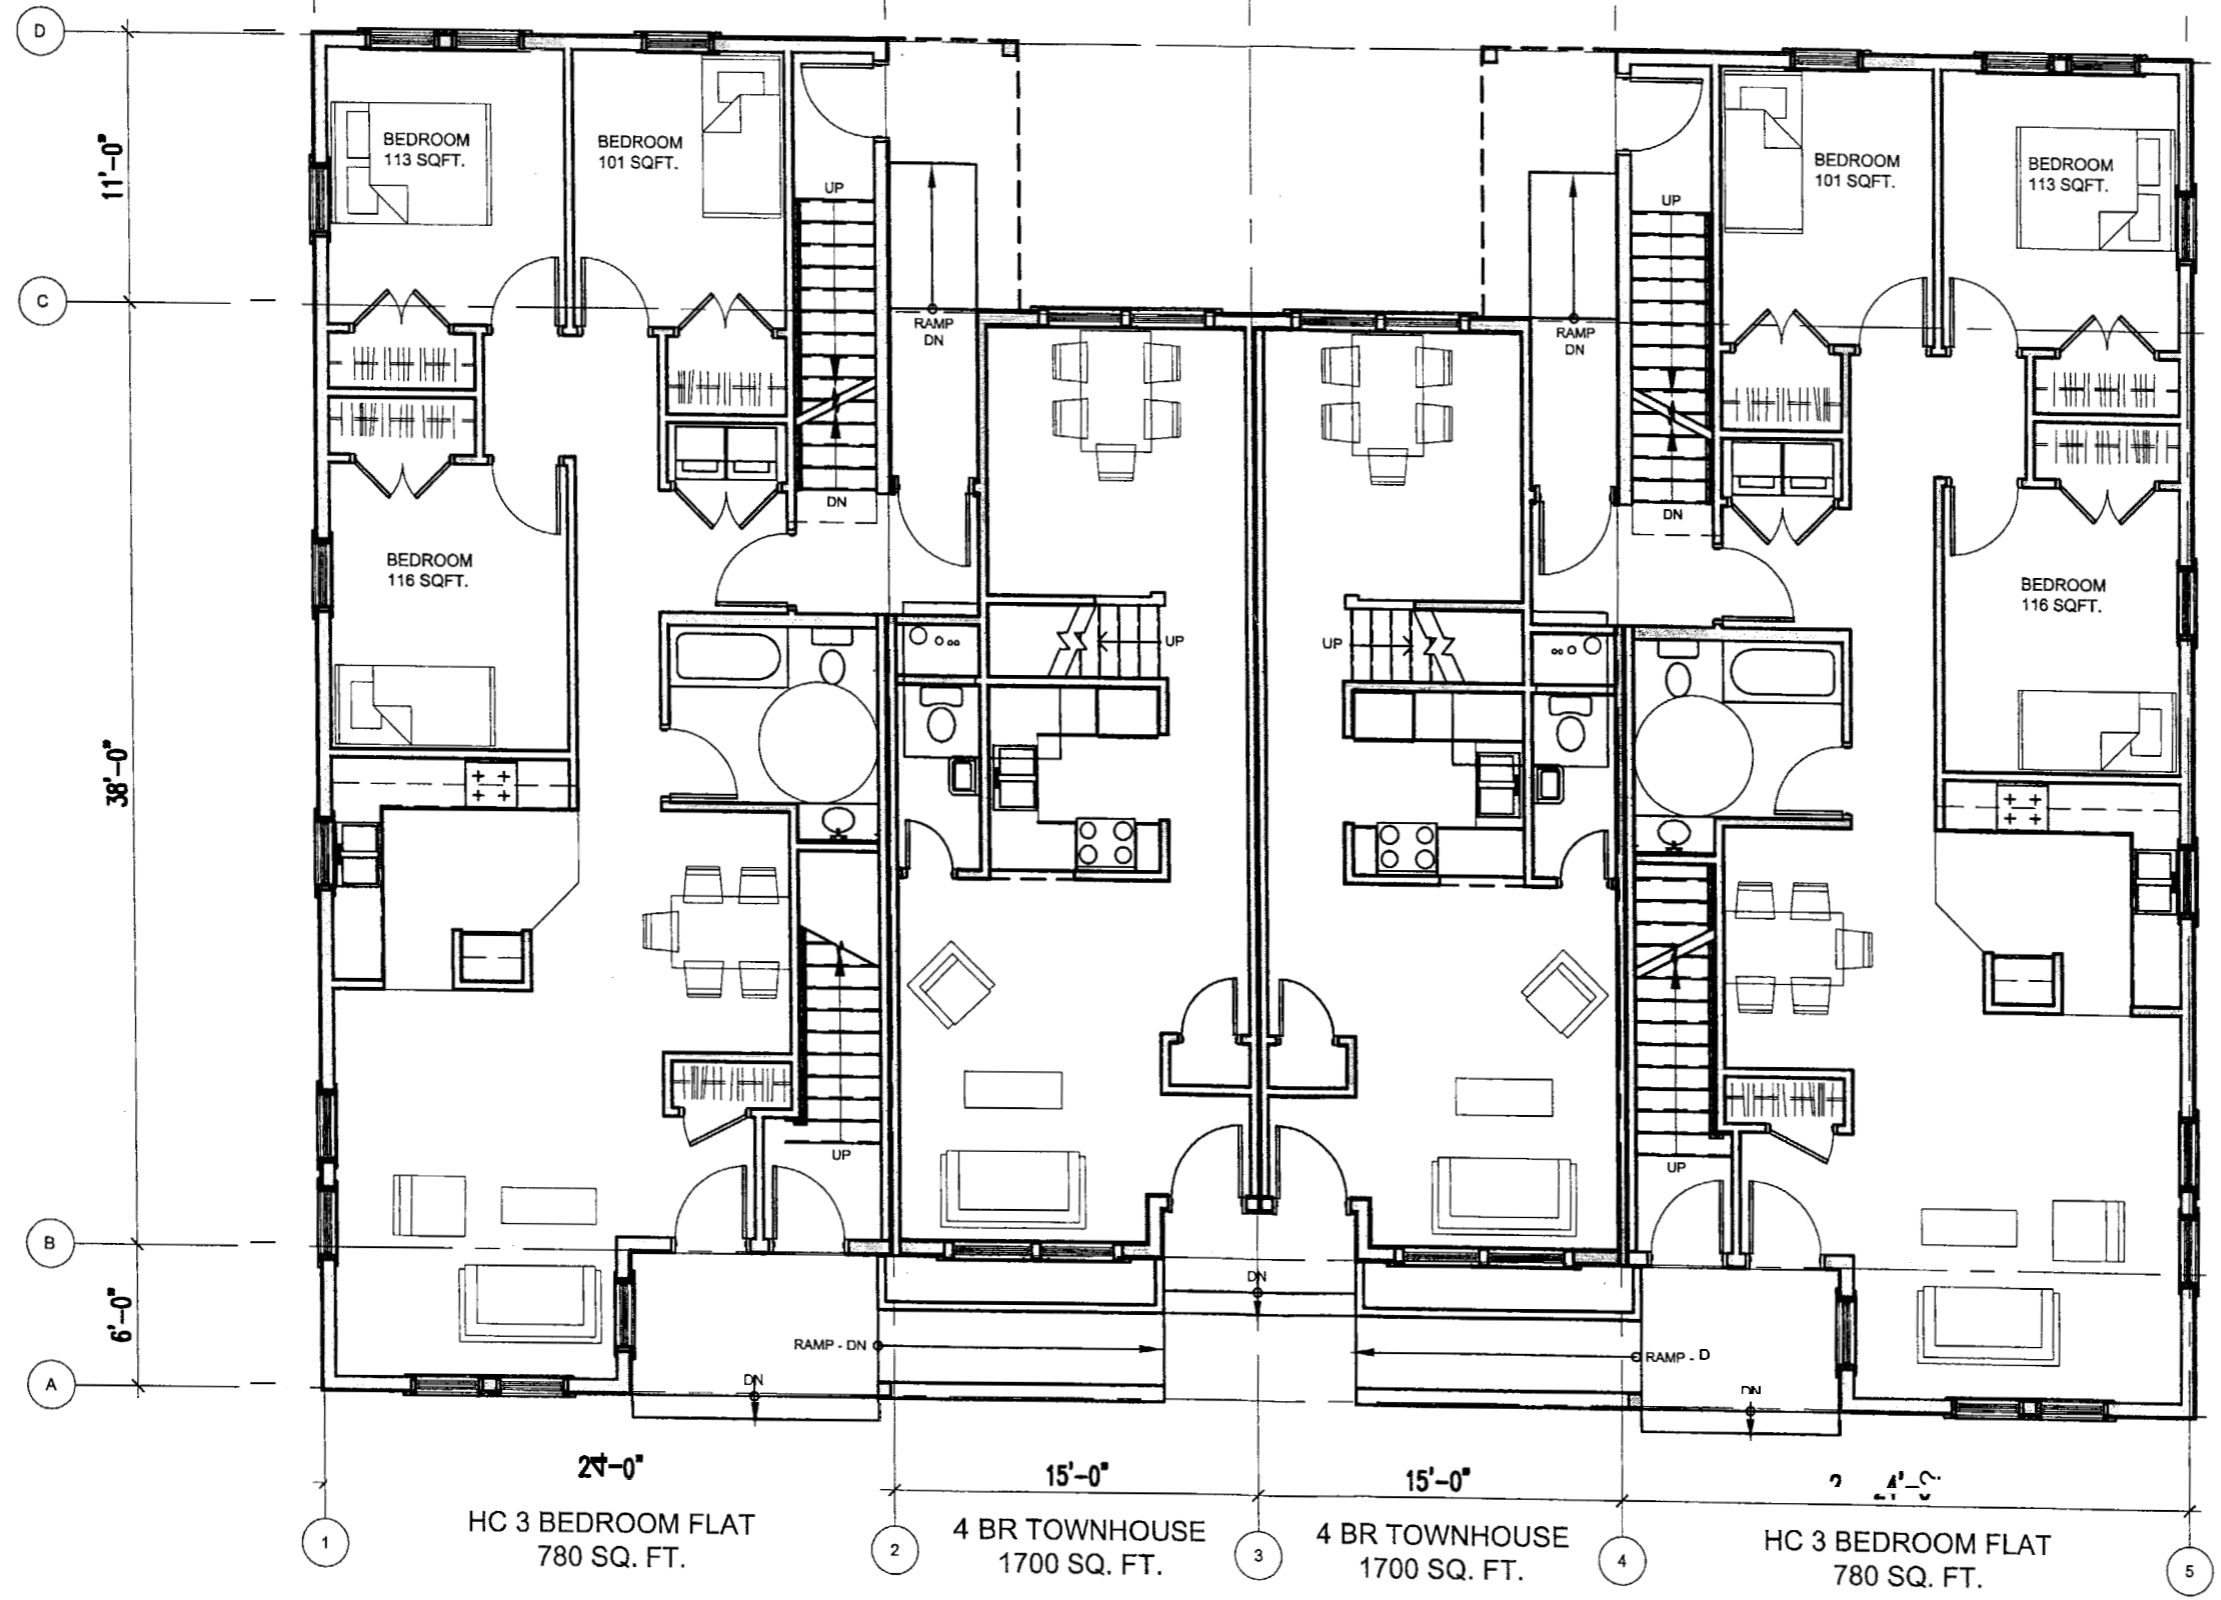 D
BEDROOM
113 SQFT.
BEDROOM
101 SQFT.
BEDROOM
101 SQFT.
BEDROOM
113 SQFT.
11'-0"
UP
UP
C
RAMP
DN
RAMP
DN
DN
DN
BEDROOM
116 SQFT.
BEDROOM
116 SQFT.
UP
UP
38'-0"
UP
UP
B
DN
6'-0"
RAMP - DN
RAMP - D
A
DN
DN
24'-0"
15'-0"
15'-0"
1
HC 3 BEDROOM FLAT
780 SQ. FT.
2
4 BR TOWNHOUSE
1700 SQ. FT.
3
4 BR TOWNHOUSE
1700 SQ. FT.
4
HC 3 BEDROOM FLAT
780 SQ. FT.
5